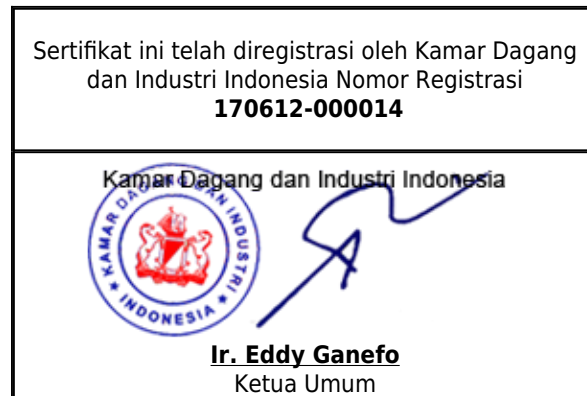 Sertifikat ini telah diregistrasi oleh Kamar Dagang
dan Industri Indonesia Nomor Registrasi
170612-000014
Kamar Dagang dan Industri Indonesia
KAMAR DAGANG DAN INDUSTRI
INDONESIA
Ir. Eddy Ganefo
Ketua Umum